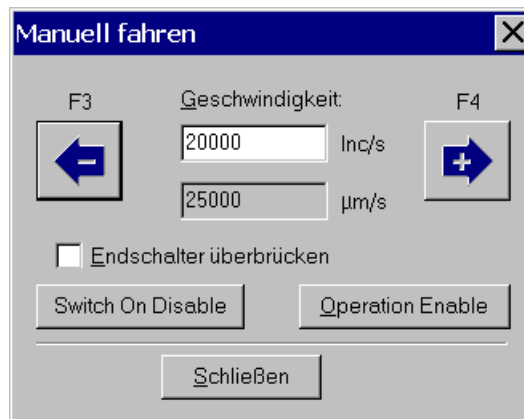 Manuell fahren
F3
Geschwindigkeit:
F4
20000
Inc/s
25000
µm/s
Endschalter überbrücken
Switch On Disable
Operation Enable
Schließen